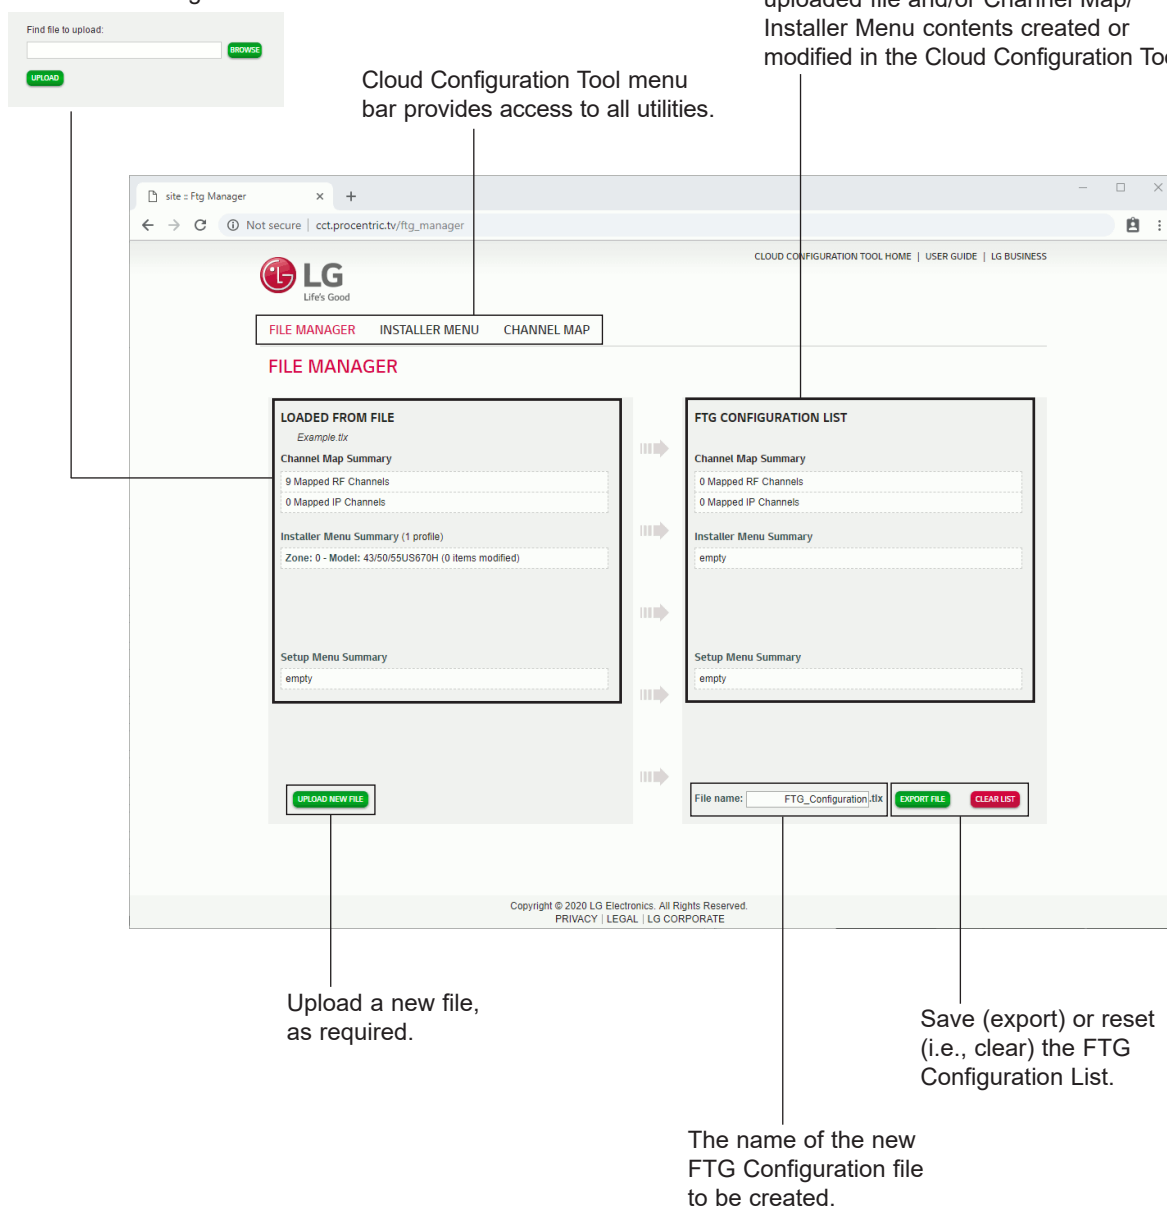 Find file to upload:
BROWSE
UPLOAD
uploaded file and/or Channel Map/
Installer Menu contents created or
modified in the Cloud Configuration
Cloud Configuration Tool menu
bar provides access to all utilities.
site :: Ftg Manager
Not secure | cct.procentric.tv/ftg_manager
CLOUD CONFIGURATION TOOL HOME | USER GUIDE | LG BUSINESS
LG
Life's Good
FILE MANAGER INSTALLER MENU CHANNEL MAP
FILE MANAGER
LOADED FROM FILE
Example.tlx
Channel Map Summary
9 Mapped RF Channels
0 Mapped IP Channels
Installer Menu Summary (1 profile)
Zone: 0 - Model: 43/50/55US670H (0 items modified)
Setup Menu Summary
empty
UPLOAD NEW FILE
FTG CONFIGURATION LIST
Channel Map Summary
0 Mapped RF Channels
0 Mapped IP Channels
Installer Menu Summary
empty
Setup Menu Summary
empty
File name: FTG_Configuration .tlx EXPORT FILE CLEAR LIST
Copyright © 2020 LG Electronics. All Rights Reserved.
PRIVACY | LEGAL | LG CORPORATE
Upload a new file,
as required.
Save (export) or reset
(i.e., clear) the FTG
Configuration List.
The name of the new
FTG Configuration file
to be created.